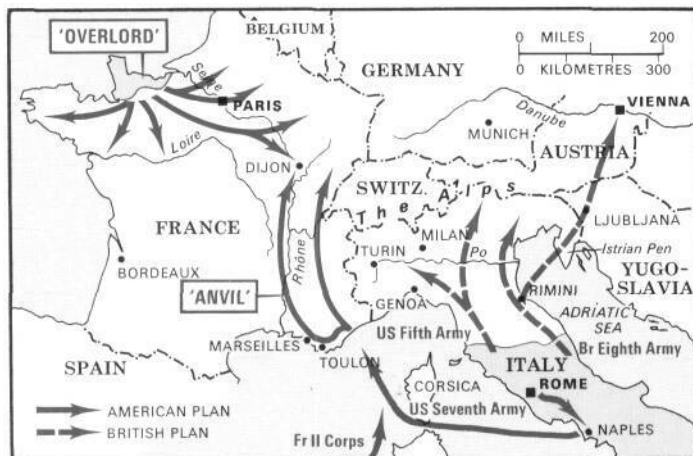 'OVERLORD'
BELGIUM
0 MILES 200
0 KILOMETRES 300
GERMANY
Seine
PARIS
VIENNA
Danube
MUNICH
Loire
AUSTRIA
DIJON
SWITZ.
The Alps
FRANCE
LJUBLJANA
MILAN
TURIN
Po
Istrian Pen
Rhône
BORDEAUX
YUGO-
SLAVIA
GENOA
RIMINI
'ANVIL'
ADRIATIC
SEA
US Fifth Army
MARSEILLES
TOULON
Br Eighth Army
SPAIN
ITALY
CORSICA
ROME
US Seventh Army
AMERICAN PLAN
BRITISH PLAN
Fr II Corps
NAPLES